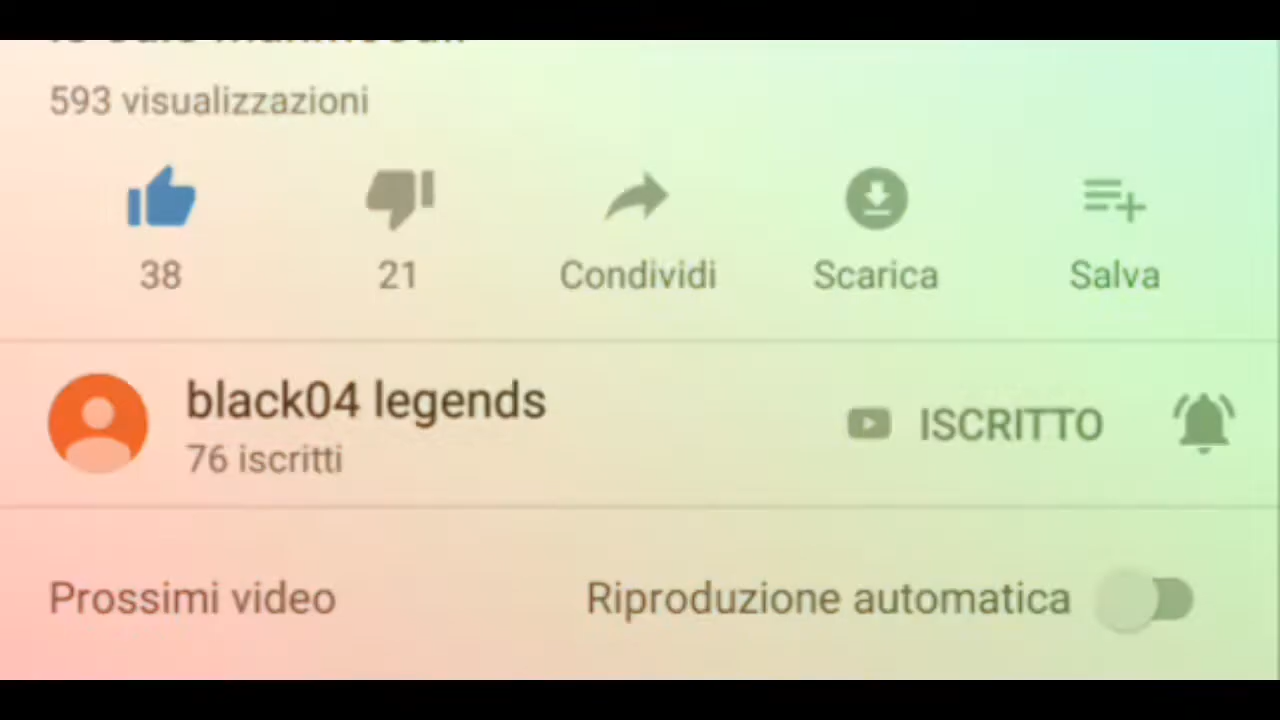 593 visualizzazioni
38
21
Condividi
Scarica
Salva
black04 legends
ISCRITTO
76 iscritti
Prossimi video
Riproduzione automatica